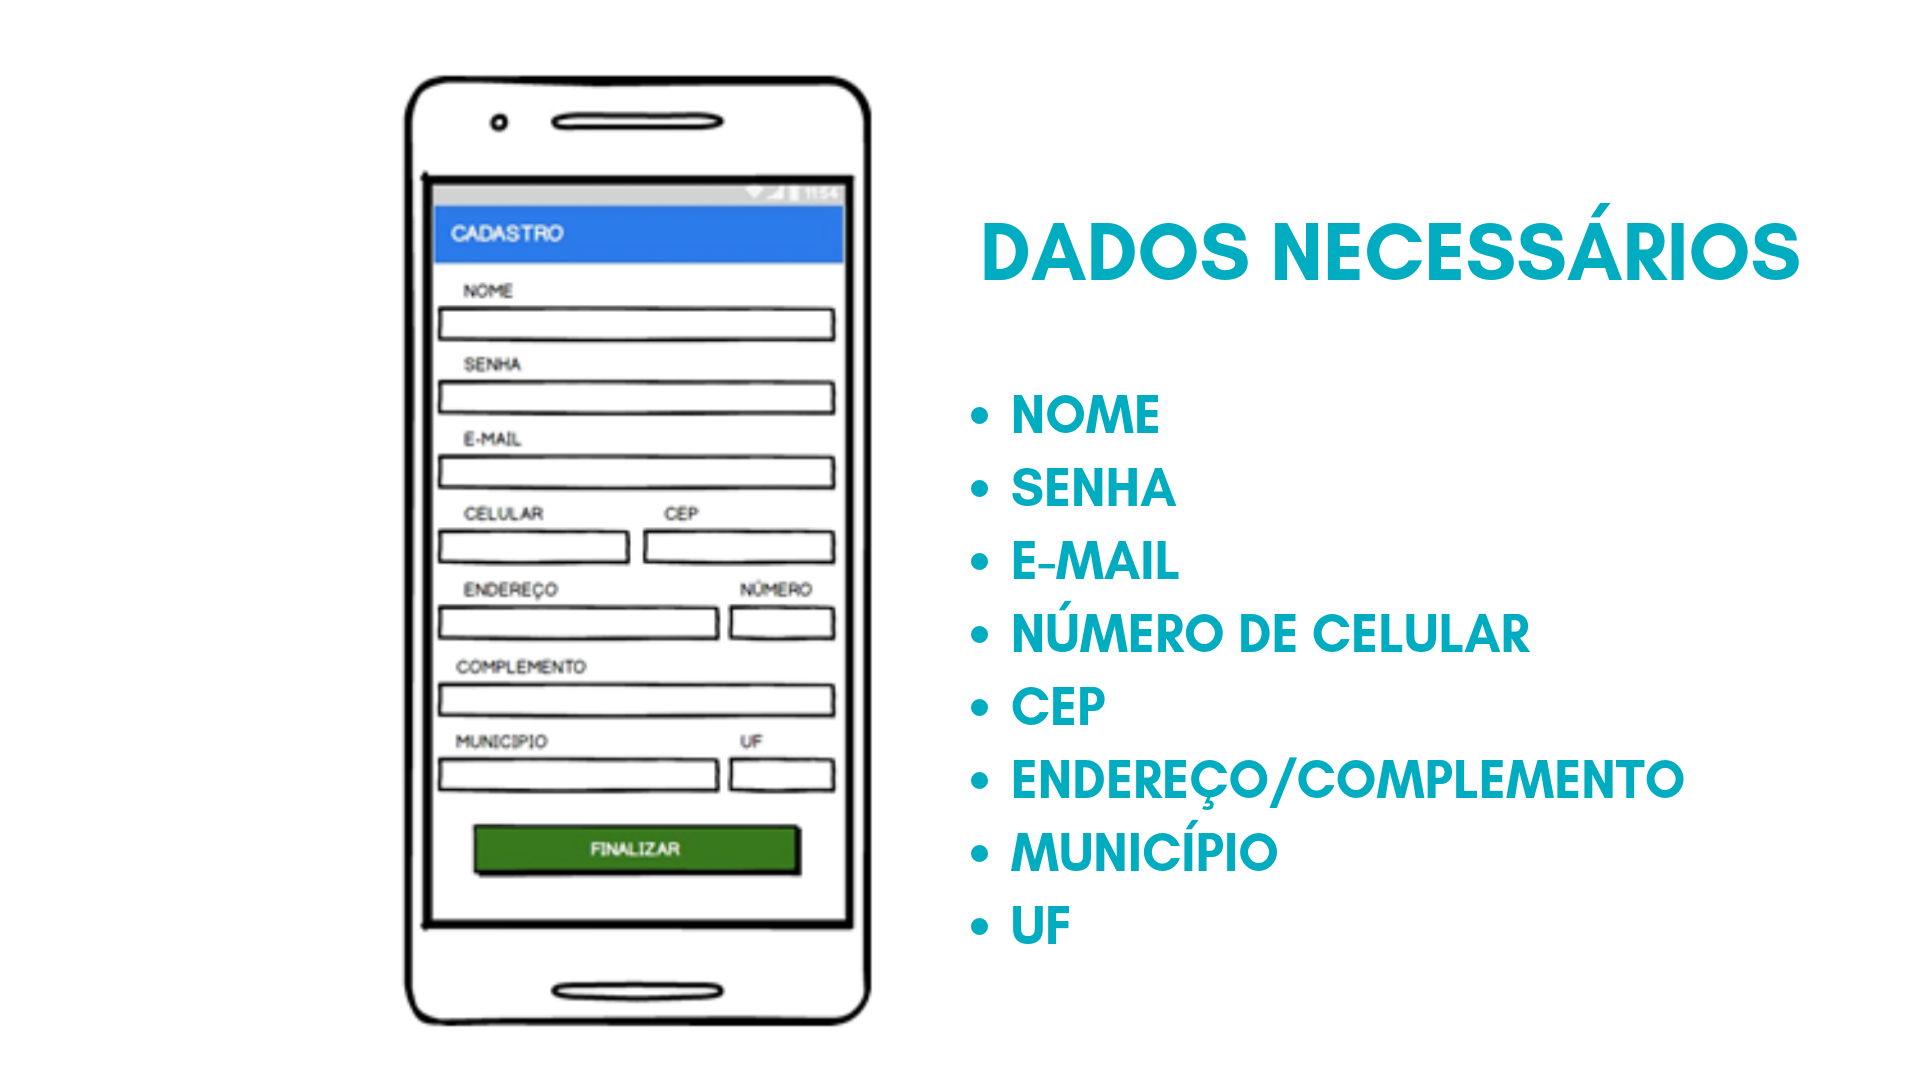 11:54
CADASTRO
NOME
SENHA
E-MAIL
CELULAR CEP
ENDEREÇO NÚMERO
COMPLEMENTO
MUNICIPIO UF
FINALIZAR
DADOS NECESSÁRIOS
• NOME
• SENHA
• E-MAIL
• NÚMERO DE CELULAR
• CEP
• ENDEREÇO/COMPLEMENTO
• MUNICÍPIO
• UF